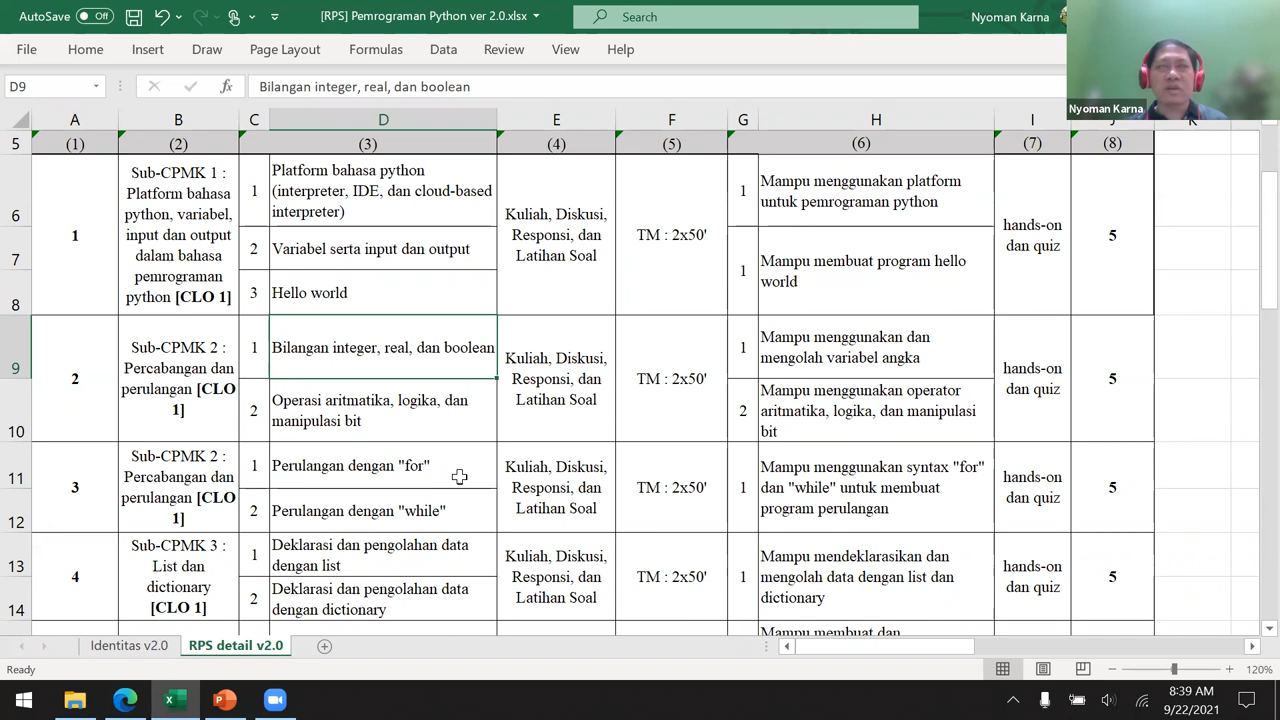 AutoSave Off [RPS] Pemrograman Python ver 2.0.xlsx Search Nyoman Karna
File Home Insert Draw Page Layout Formulas Data Review View Help
Nyoman Karna
D9 fx Bilangan integer, real, dan boolean
A B C D E F G H I J K
5 (1) (2) (3) (4) (5) (6) (7) (8)
6
7
8
1
Sub-CPMK 1 :
Platform bahasa
python, variabel,
input dan output
dalam bahasa
pemrograman
python [CLO 1]
1 Platform bahasa python
(interpreter, IDE, dan cloud-based
interpreter)
2 Variabel serta input dan output
3 Hello world
Kuliah, Diskusi,
Responsi, dan
Latihan Soal
TM : 2x50'
1 Mampu menggunakan platform
untuk pemrograman python
1 Mampu membuat program hello
world
hands-on
dan quiz
5
9
10
2
Sub-CPMK 2 :
Percabangan dan
perulangan [CLO
1]
1 Bilangan integer, real, dan boolean
2 Operasi aritmatika, logika, dan
manipulasi bit
Kuliah, Diskusi,
Responsi, dan
Latihan Soal
TM : 2x50'
1 Mampu menggunakan dan
mengolah variabel angka
2 Mampu menggunakan operator
aritmatika, logika, dan manipulasi
bit
hands-on
dan quiz
5
11
12
3
Sub-CPMK 2 :
Percabangan dan
perulangan [CLO
1]
1 Perulangan dengan "for"
2 Perulangan dengan "while"
Kuliah, Diskusi,
Responsi, dan
Latihan Soal
TM : 2x50'
1 Mampu menggunakan syntax "for"
dan "while" untuk membuat
program perulangan
hands-on
dan quiz
5
13
14
4
Sub-CPMK 3 :
List dan
dictionary
[CLO 1]
1 Deklarasi dan pengolahan data
dengan list
2 Deklarasi dan pengolahan data
dengan dictionary
Kuliah, Diskusi,
Responsi, dan
Latihan Soal
TM : 2x50'
1 Mampu mendeklarasikan dan
mengolah data dengan list dan
dictionary
hands-on
dan quiz
5
Mampu membuat dan
Identitas v2.0 RPS detail v2.0
Ready 120%
8:39 AM
9/22/2021